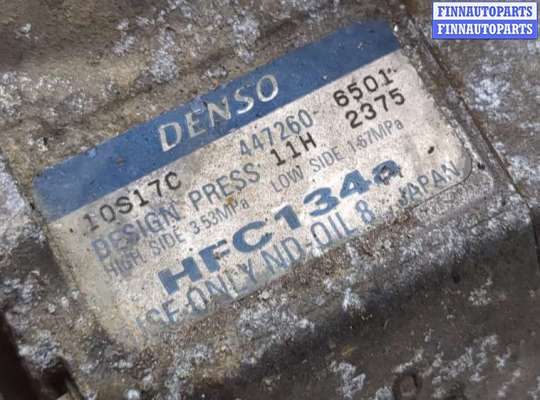 FINNAUTOPARTS
FINNAUTOPARTS
DENSO
447260-6501
10S17C 11H 2375
DESIGN PRESS
HIGH SIDE 3.53MPa LOW SIDE 1.67MPa
HFC134a
USE ONLY ND-OIL 8 JAPAN